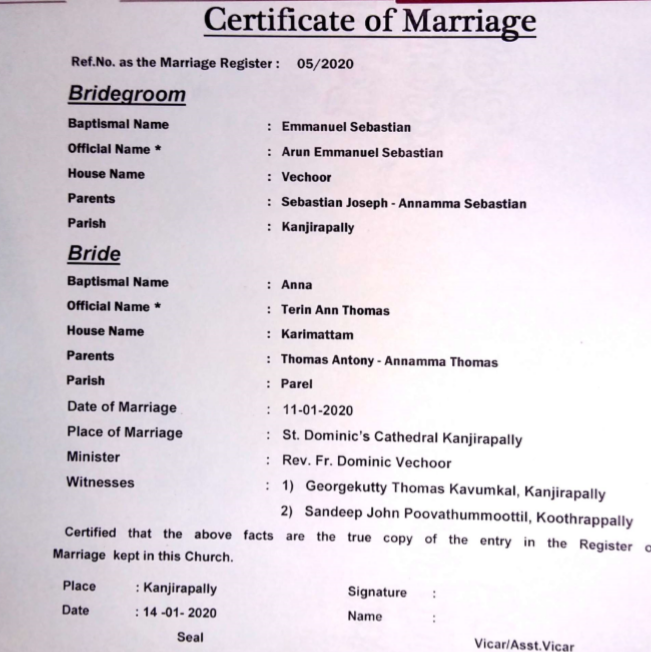 Certificate of Marriage
Ref.No. as the Marriage Register : 05/2020
Bridegroom
Baptismal Name : Emmanuel Sebastian
Official Name * : Arun Emmanuel Sebastian
House Name : Vechoor
Parents : Sebastian Joseph - Annamma Sebastian
Parish : Kanjirapally
Bride
Baptismal Name : Anna
Official Name * : Terin Ann Thomas
House Name : Karimattam
Parents : Thomas Antony - Annamma Thomas
Parish : Parel
Date of Marriage : 11-01-2020
Place of Marriage : St. Dominic's Cathedral Kanjirapally
Minister : Rev. Fr. Dominic Vechoor
Witnesses : 1) Georgekutty Thomas Kavumkal, Kanjirapally
2) Sandeep John Poovathummoottil, Koothrappally
Certified that the above facts are the true copy of the entry in the Register
Marriage kept in this Church.
Place : Kanjirapally Signature :
Date : 14 -01- 2020 Name :
Seal Vicar/Asst.Vicar